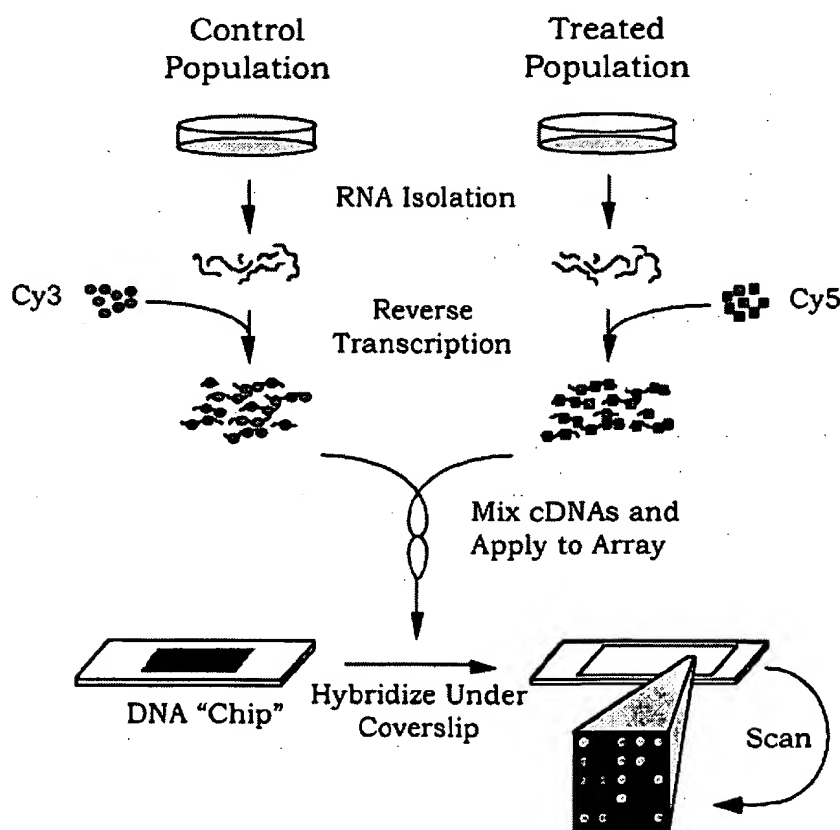 Control
Population
Treated
Population
RNA Isolation
Cy3
Reverse
Transcription
Cy5
Mix cDNAs and
Apply to Array
DNA "Chip"
Hybridize Under
Coverslip
Scan